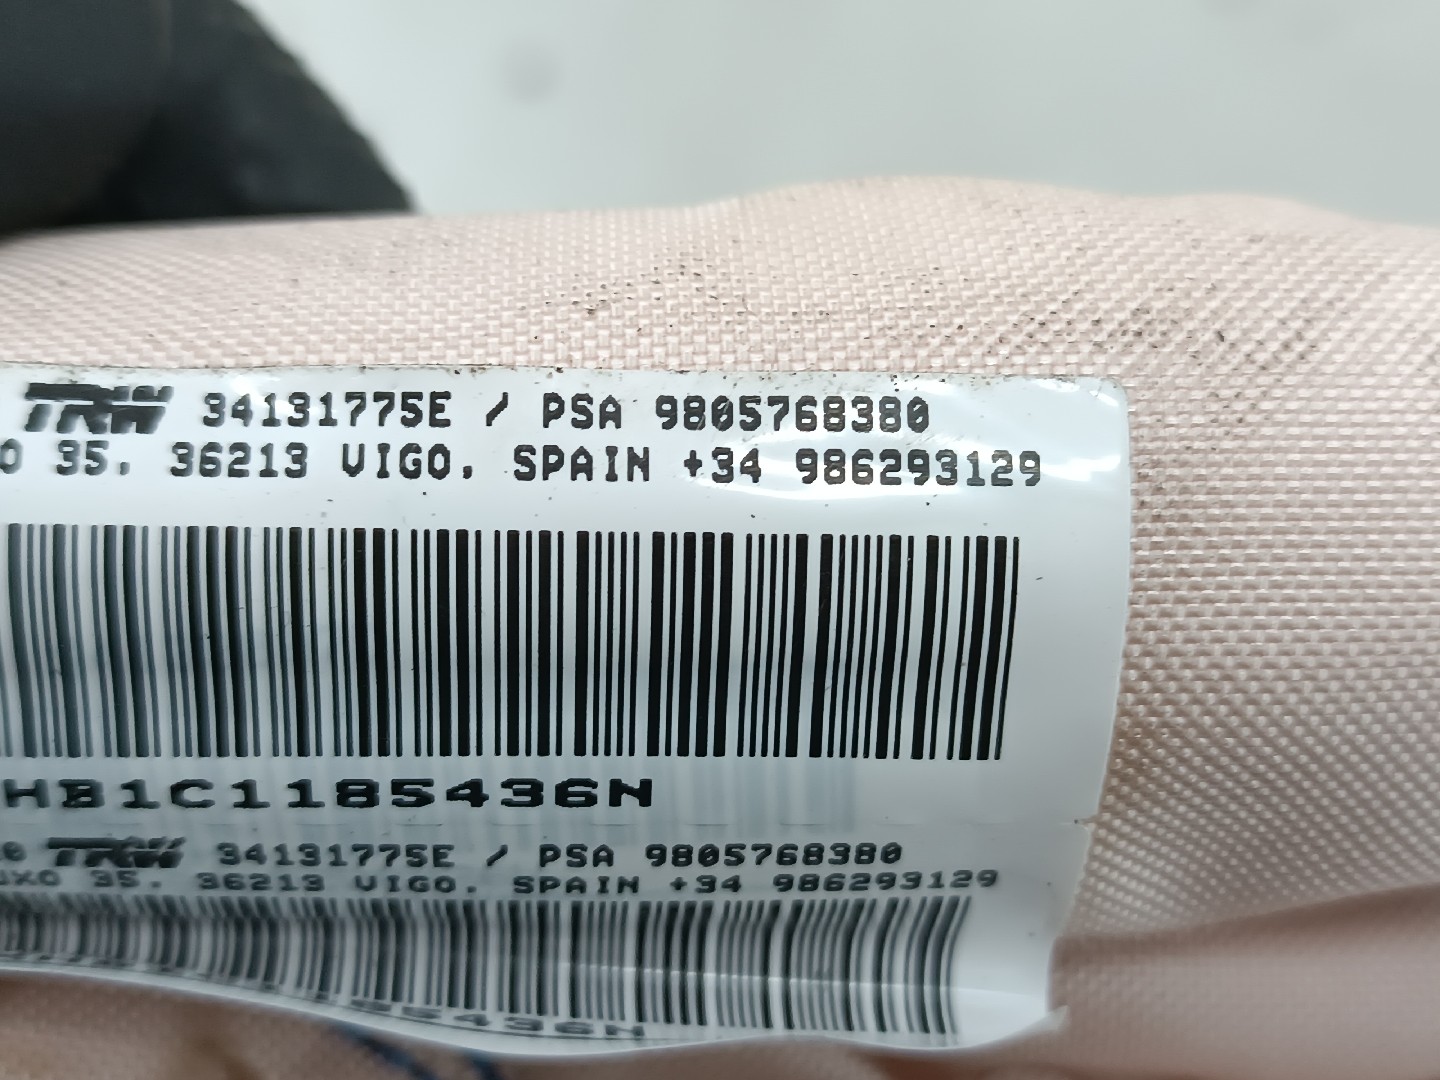 TRW 34131775E / PSA 9805768380
O 35, 36213 VIGO, SPAIN +34 986293129
HB1C1185436N
TRW 34131775E / PSA 9805768380
UXO 35, 36213 VIGO, SPAIN +34 986293129
185436N